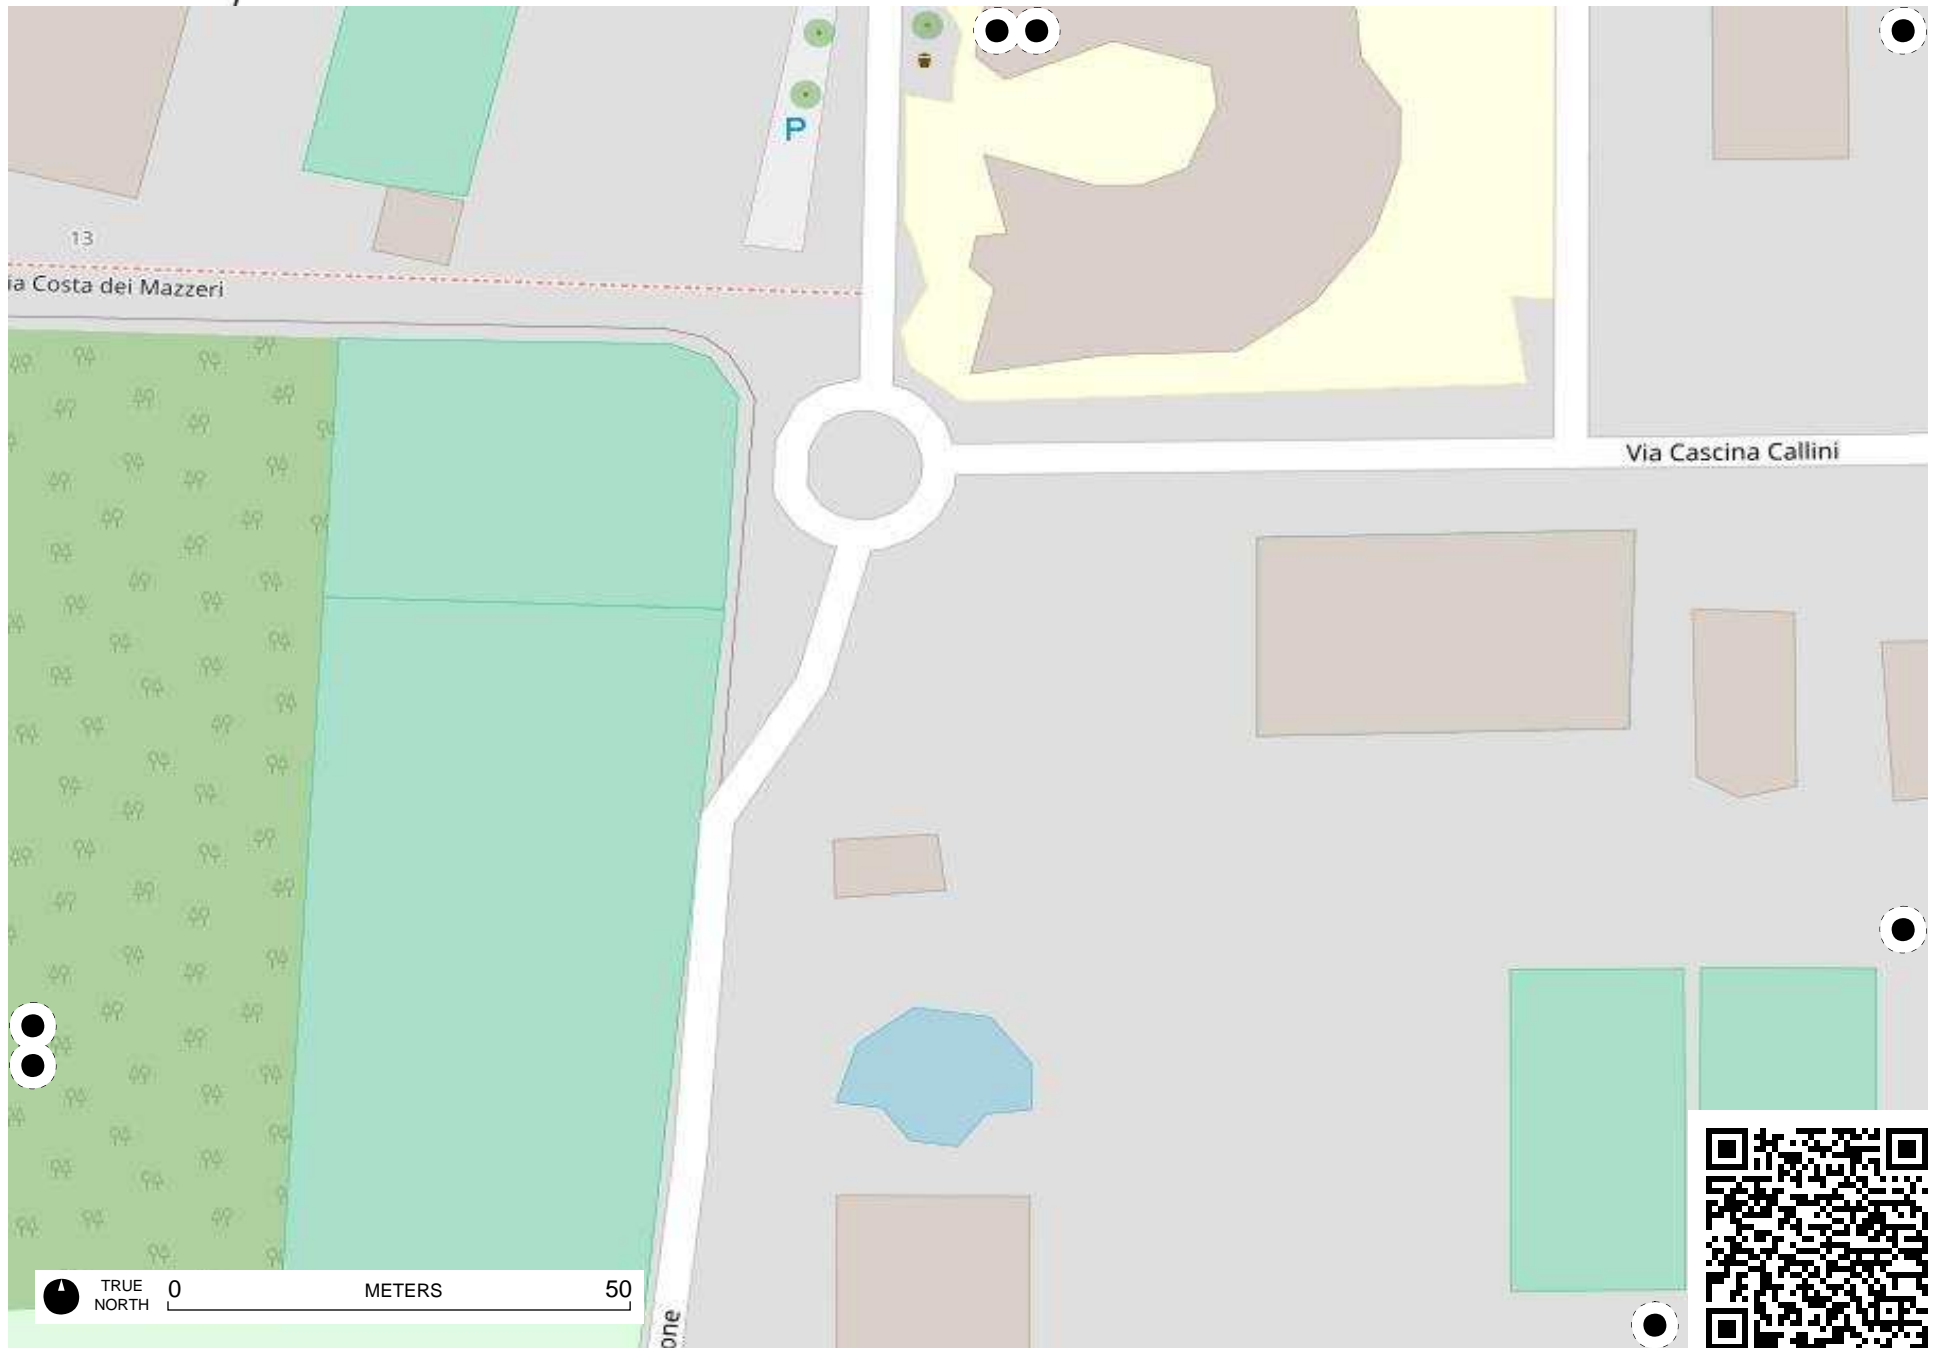 P
13
ia Costa dei Mazzeri
Via Cascina Callini
TRUE
NORTH
0 METERS 50
one